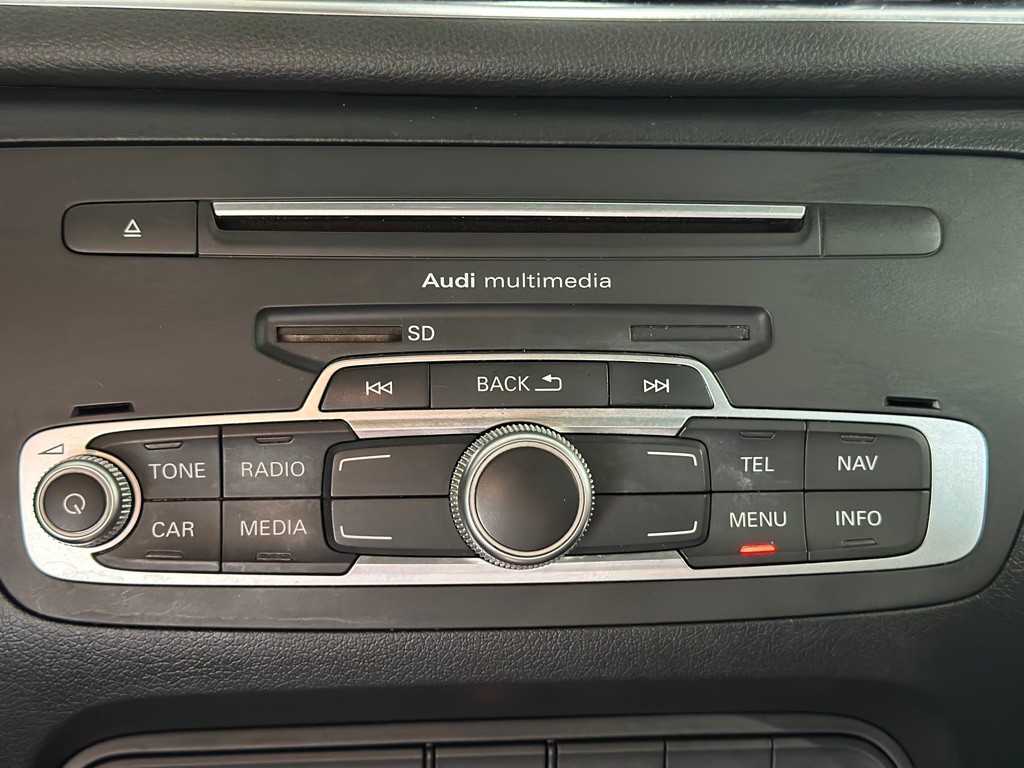 Audi multimedia
SD
BACK
TONE RADIO TEL NAV
CAR MEDIA MENU INFO